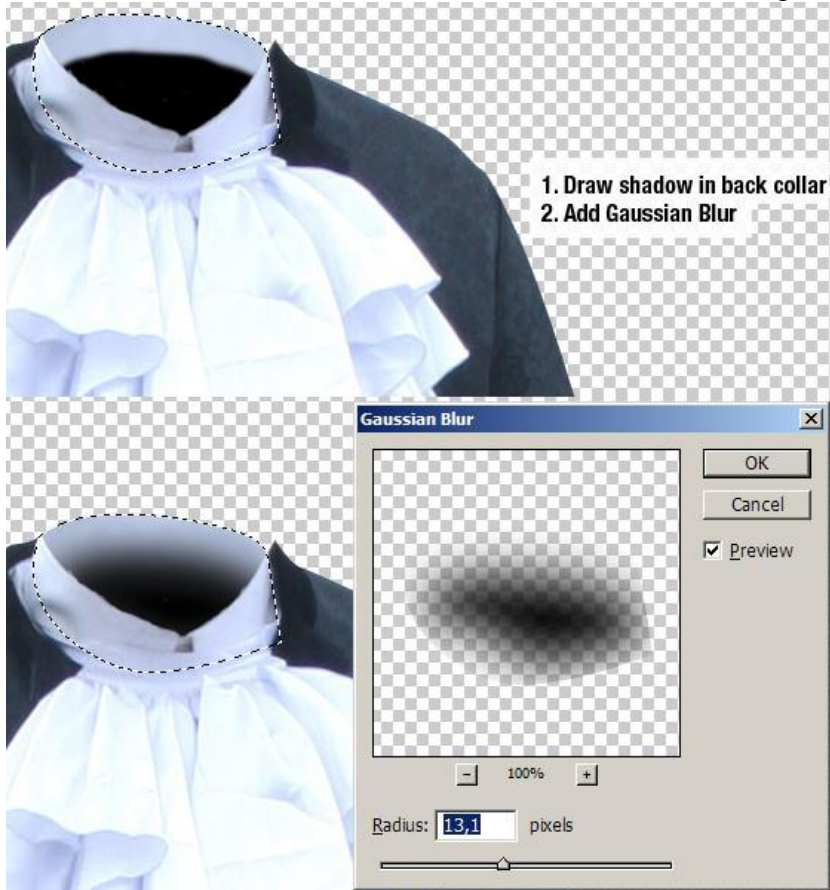 1. Draw shadow in back collar
2. Add Gaussian Blur
Gaussian Blur
OK
Cancel
Preview
- 100% +
Radius: 13,1 pixels